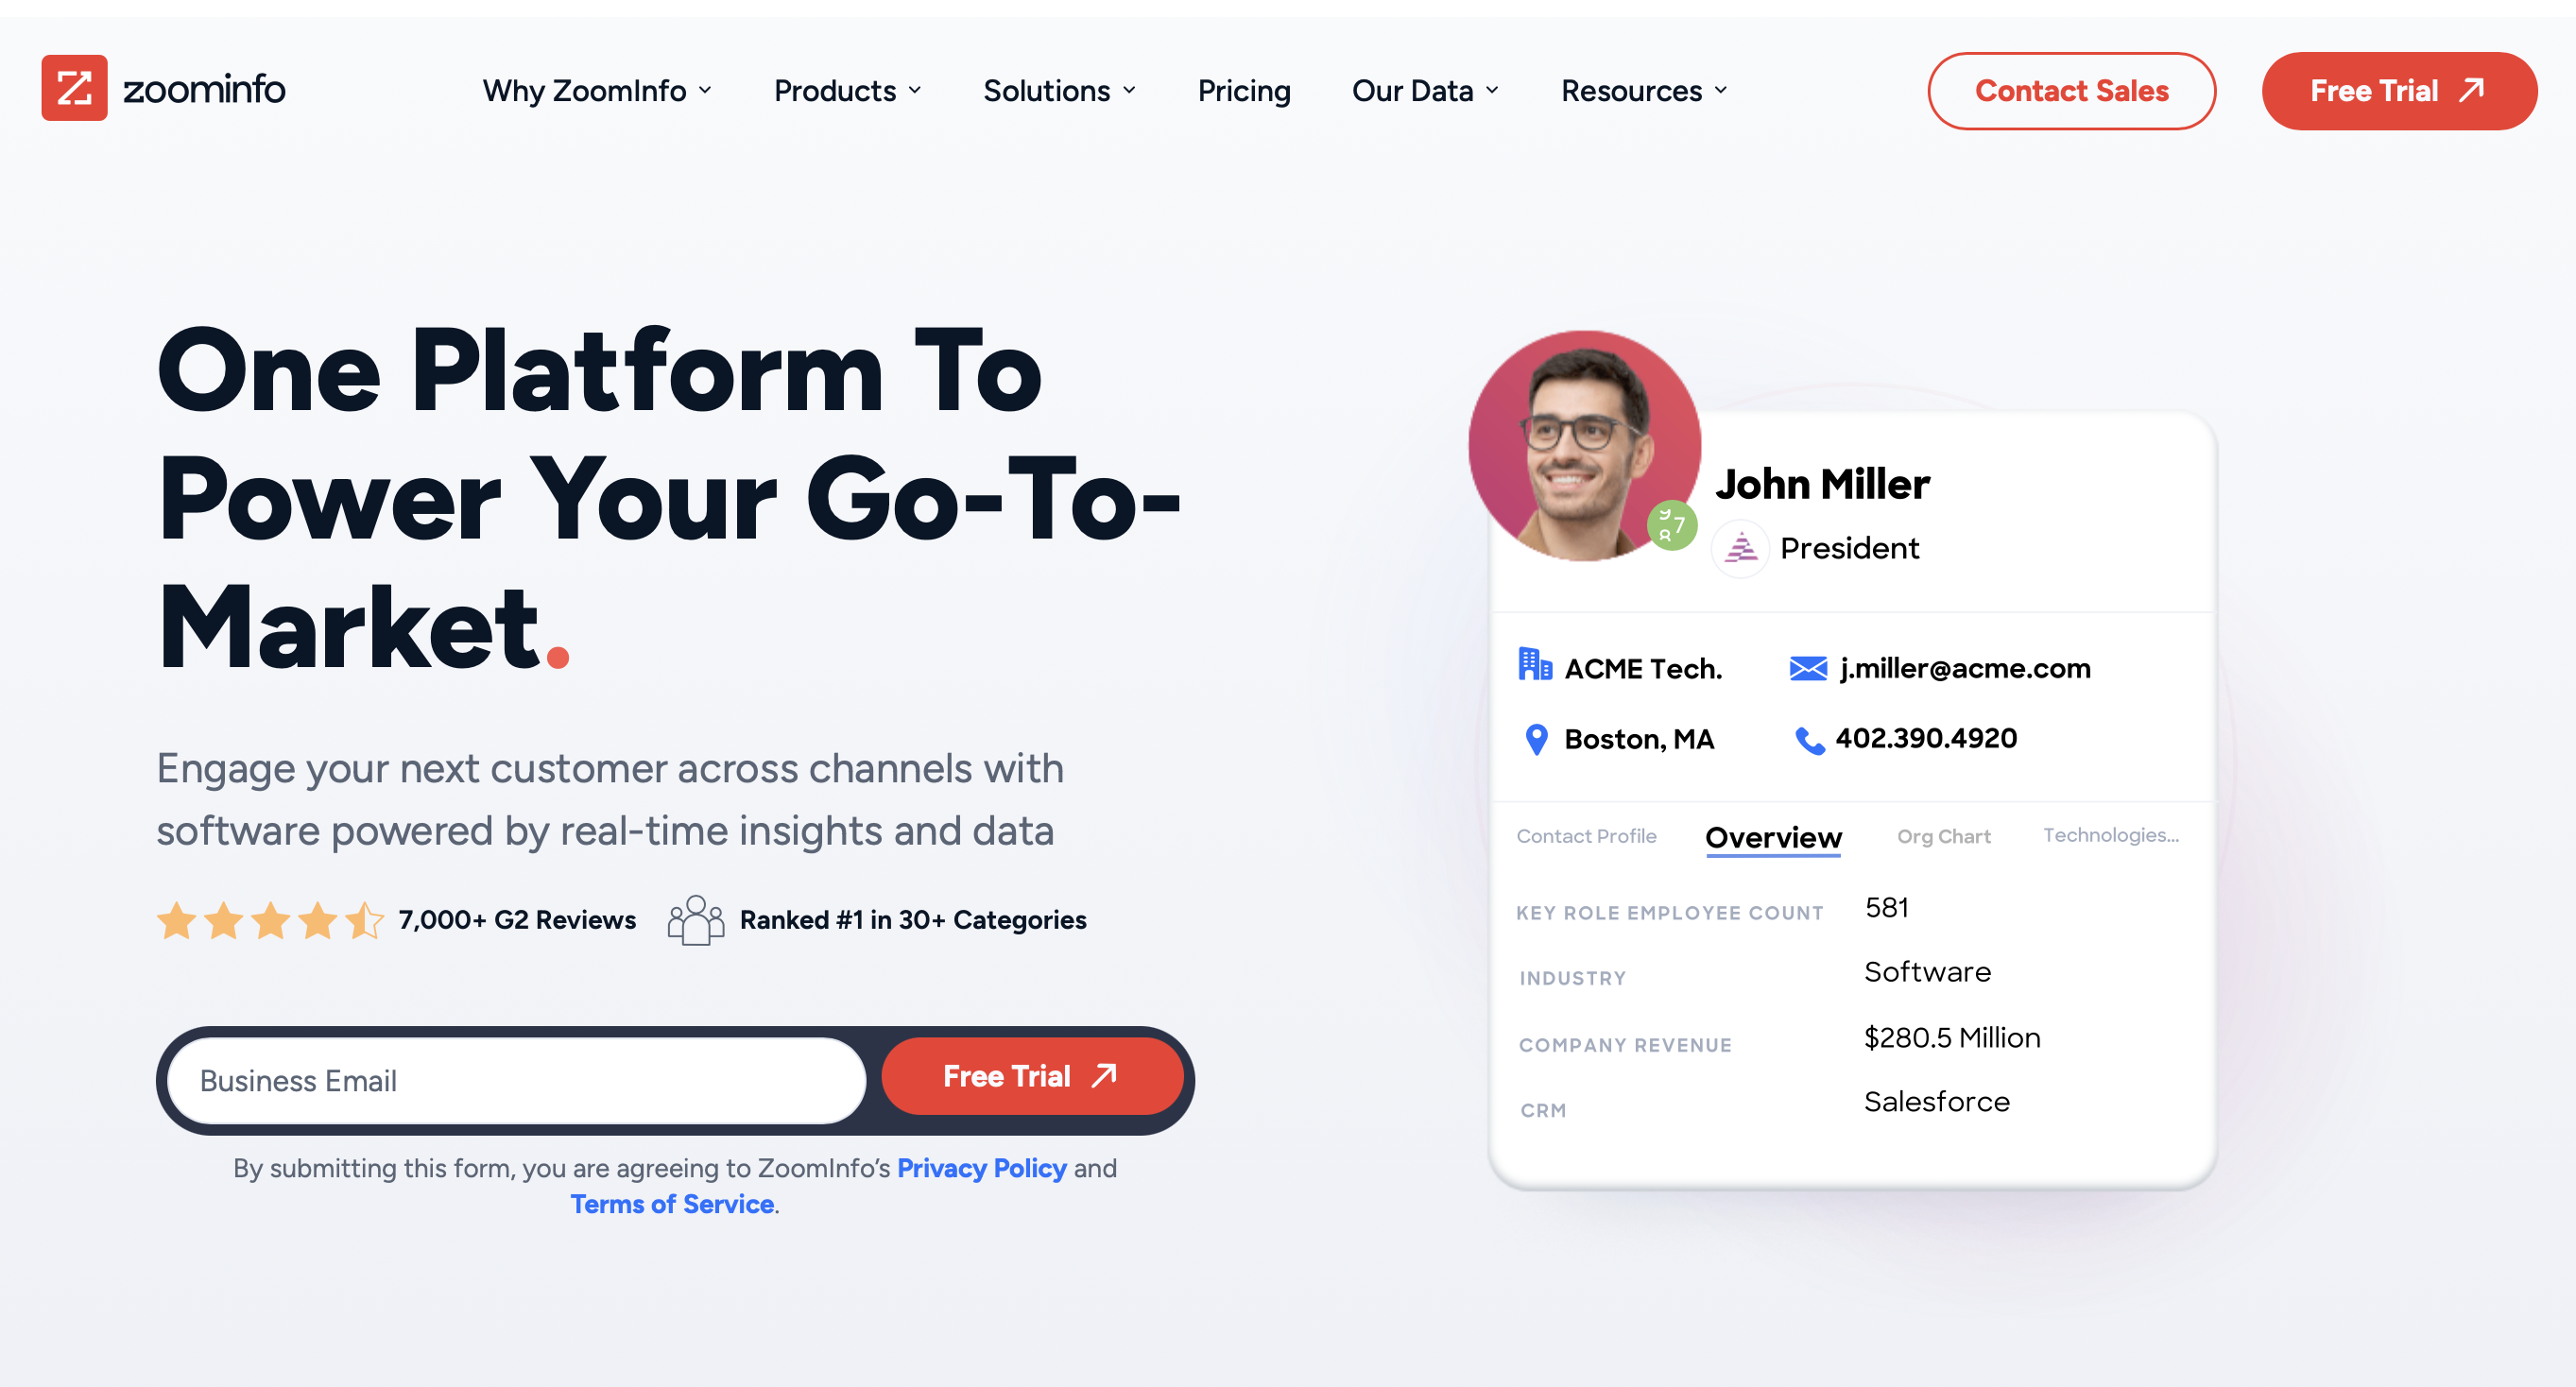 zoominfo
Why ZoomInfo
Products
Solutions
Pricing
Our Data
Resources
Contact Sales
Free Trial
One Platform To
Power Your Go-To-
Market.
Engage your next customer across channels with
software powered by real-time insights and data
7,000+ G2 Reviews
Ranked #1 in 30+ Categories
Business Email
Free Trial
By submitting this form, you are agreeing to ZoomInfo’s Privacy Policy and
Terms of Service.
John Miller
President
ACME Tech.
j.miller@acme.com
Boston, MA
402.390.4920
Contact Profile
Overview
Org Chart
Technologies...
KEY ROLE EMPLOYEE COUNT
581
INDUSTRY
Software
COMPANY REVENUE
$280.5 Million
CRM
Salesforce